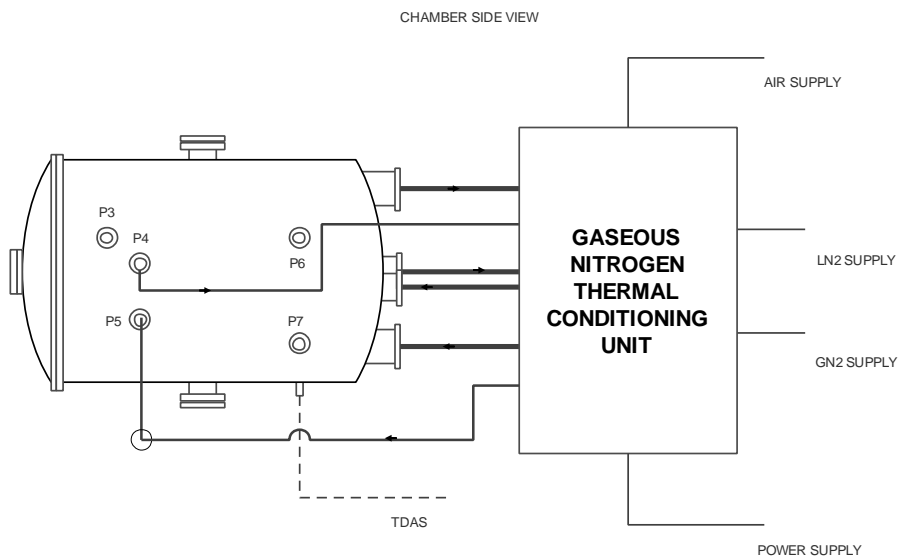 CHAMBER SIDE VIEW
AIR SUPPLY
P3
P4
P6
P5
P7
GASEOUS
NITROGEN
THERMAL
CONDITIONING
UNIT
LN2 SUPPLY
GN2 SUPPLY
TDAS
POWER SUPPLY